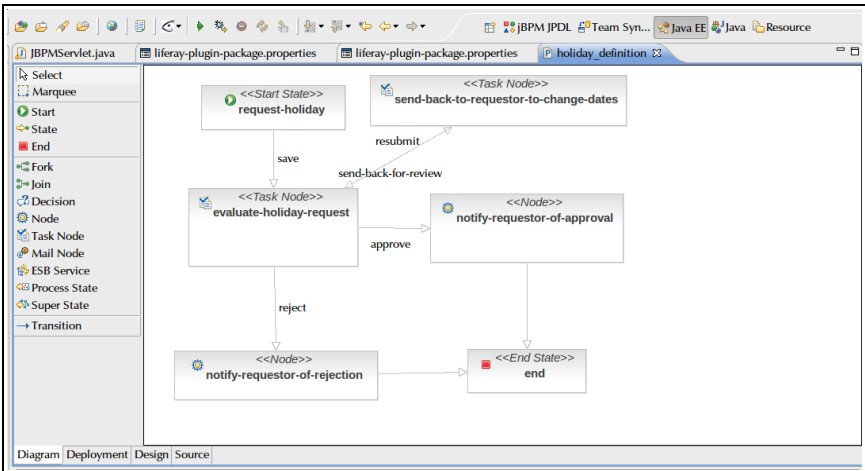 jBPM JPDL Team Syn... Java EE Java Resource
JBPMServlet.java liferay-plugin-package.properties liferay-plugin-package.properties holiday_definition
Select
Marquee
Start
State
End
Fork
Join
Decision
Node
Task Node
Mail Node
ESB Service
Process State
Super State
Transition
<<Start State>>
request-holiday
<<Task Node>>
send-back-to-requestor-to-change-dates
resubmit
save
send-back-for-review
<<Task Node>>
evaluate-holiday-request
<<Node>>
notify-requestor-of-approval
approve
reject
<<Node>>
notify-requestor-of-rejection
<<End State>>
end
Diagram Deployment Design Source